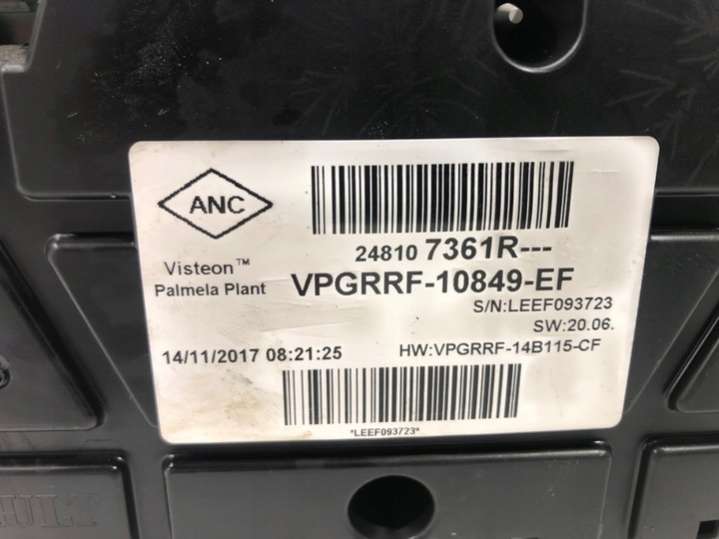 ANC
24810 7361R---
Visteon™
Palmela Plant
VPGRRF-10849-EF
S/N:LEEF093723
SW:20.06.
14/11/2017 08:21:25
HW:VPGRRF-14B115-CF
*LEEF093723*